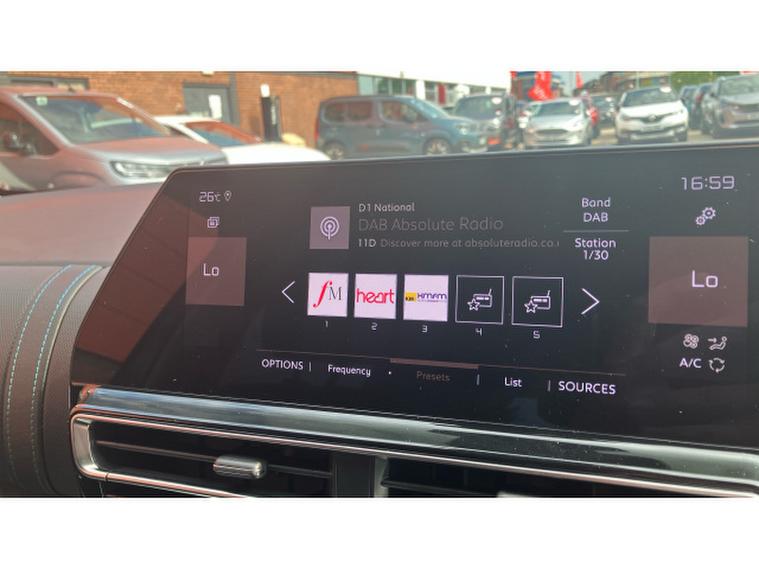 26°C
16:59
D1 National
DAB Absolute Radio
11D Discover more at absoluteradio.co.
Band
DAB
Station
1/30
Lo
Lo
fM
heart
kmfm
1 2 3 4 5
A/C
OPTIONS | Frequency • Presets | List | SOURCES